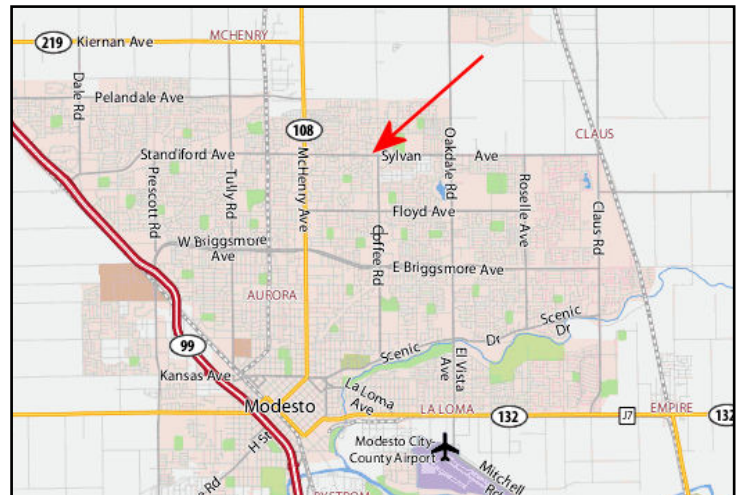 219 Kiernan Ave
MCHENRY
Dale Rd
Pelandale Ave
108
CLAUS
Standiford Ave
Sylvan Ave
Oakdale Rd
McHenry Ave
Prescott Rd
Tully Rd
Roselle Ave
Floyd Ave
Claus Rd
Coffee Rd
W Briggsmore
Ave
E Briggsmore Ave
AURORA
Scenic
Dr
99
Scenic Dr
El Vista
Ave
Kansas Ave
La Loma
Ave
Modesto
LA LOMA
132
J7
EMPIRE
132
H St
Modesto City-
County Airport
Mitchell
Rd
Rd